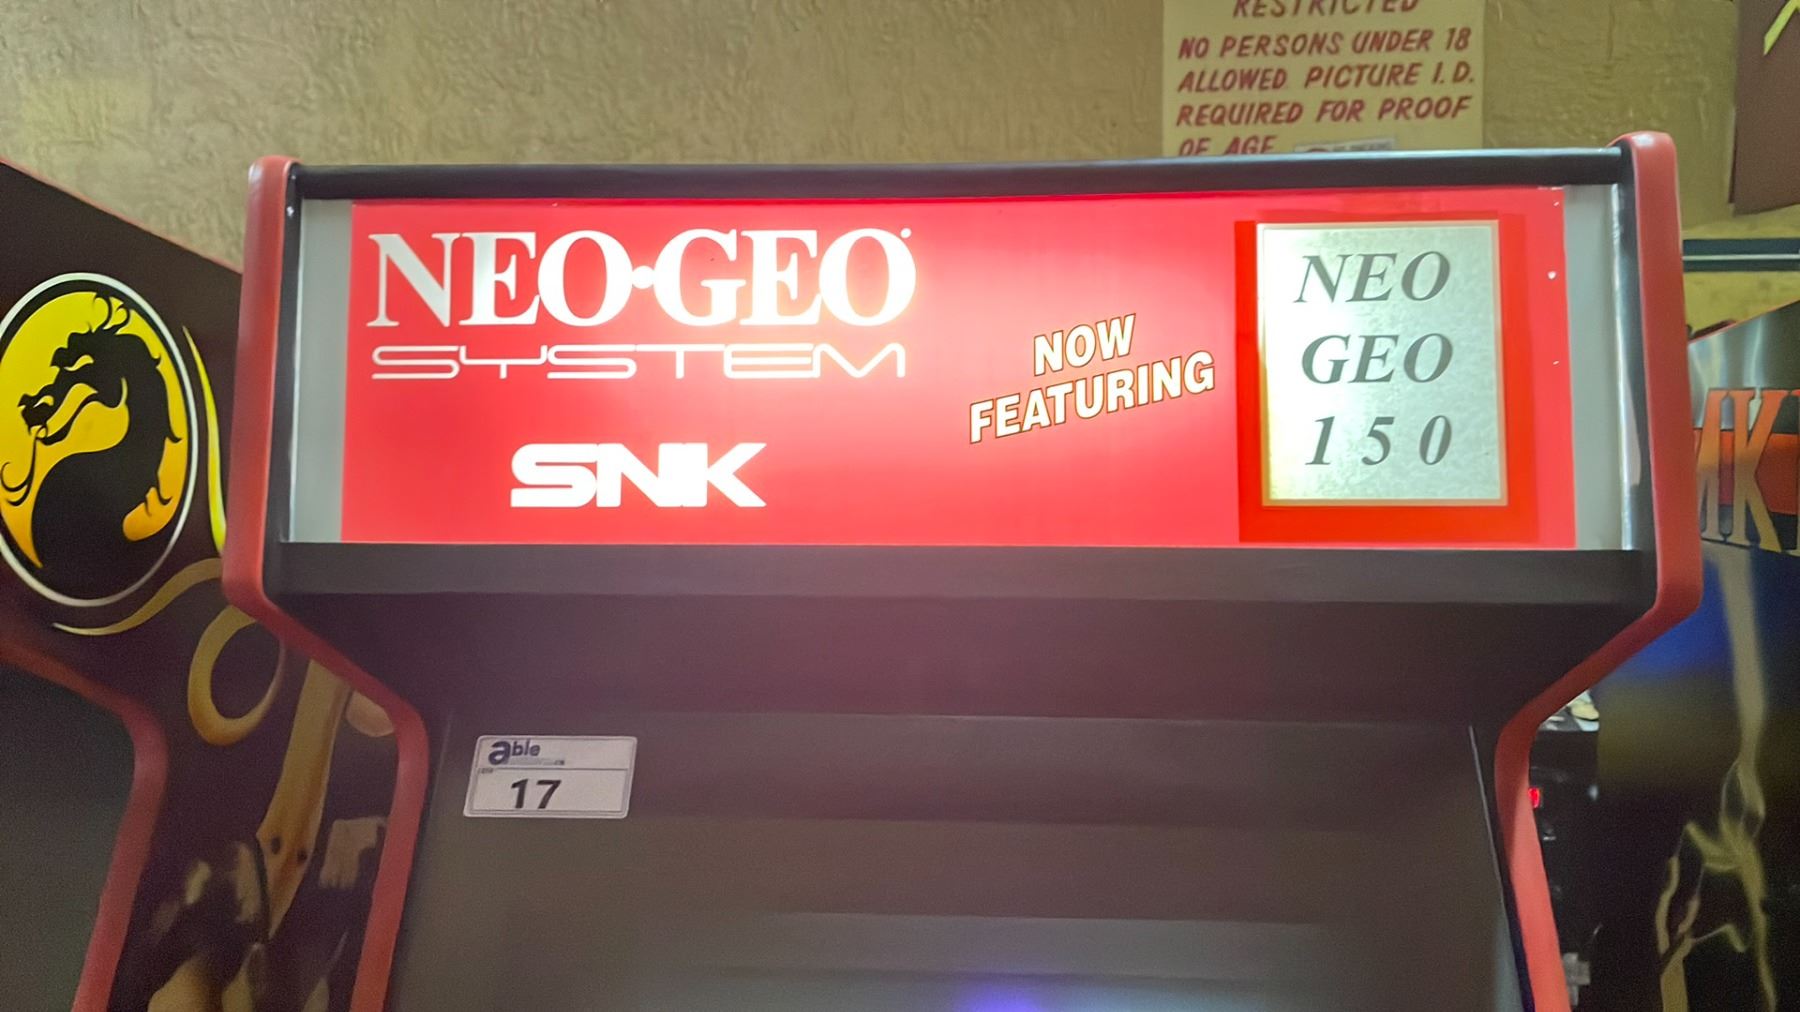 RESTRICTED
NO PERSONS UNDER 18
ALLOWED PICTURE I.D.
REQUIRED FOR PROOF
OF AGE
NEO•GEO
SYSTEM
SNK
NOW
FEATURING
NEO
GEO
150
MK
able
17